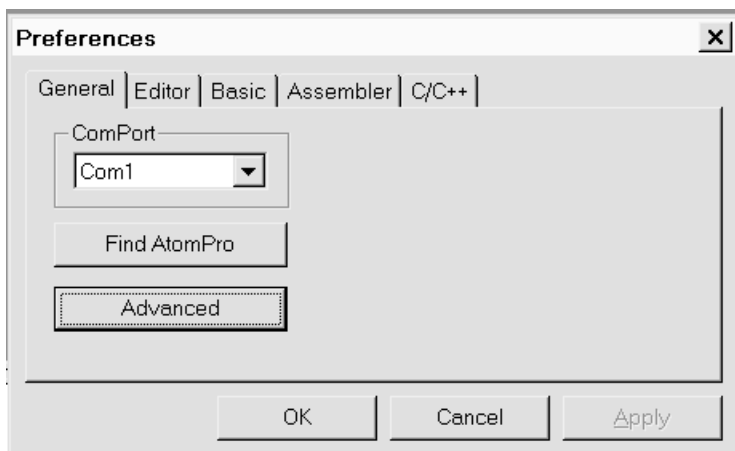 Preferences
General Editor Basic Assembler C/C++
ComPort
Com1
Find AtomPro
Advanced
OK Cancel Apply